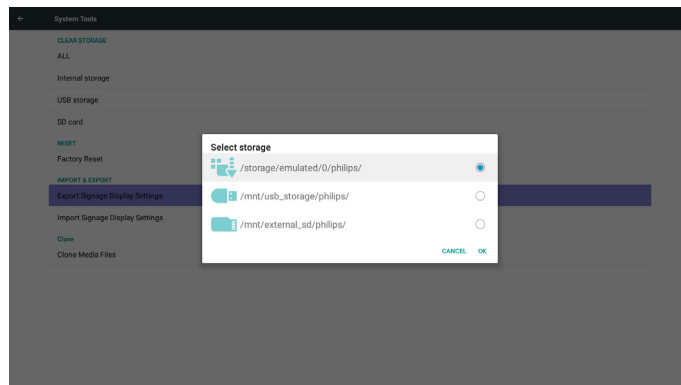 System Tools
CLEAR STORAGE
ALL
Internal storage
USB storage
SD card
RESET
Factory Reset
IMPORT & EXPORT
Export Signage Display Settings
Import Signage Display Settings
Clone
Clone Media Files
Select storage
/storage/emulated/0/philips/
/mnt/usb_storage/philips/
/mnt/external_sd/philips/
CANCEL OK